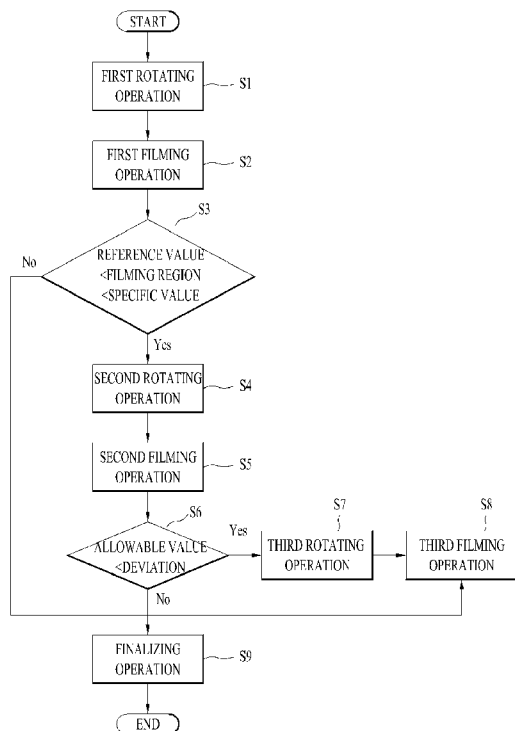 START
FIRST ROTATING
OPERATION
S1
FIRST FILMING
OPERATION
S2
S3
No
REFERENCE VALUE
<FILMING REGION
<SPECIFIC VALUE
Yes
SECOND ROTATING
OPERATION
S4
SECOND FILMING
OPERATION
S5
S6
ALLOWABLE VALUE
<DEVIATION
Yes
S7
THIRD ROTATING
OPERATION
S8
THIRD FILMING
OPERATION
No
FINALIZING
OPERATION
S9
END